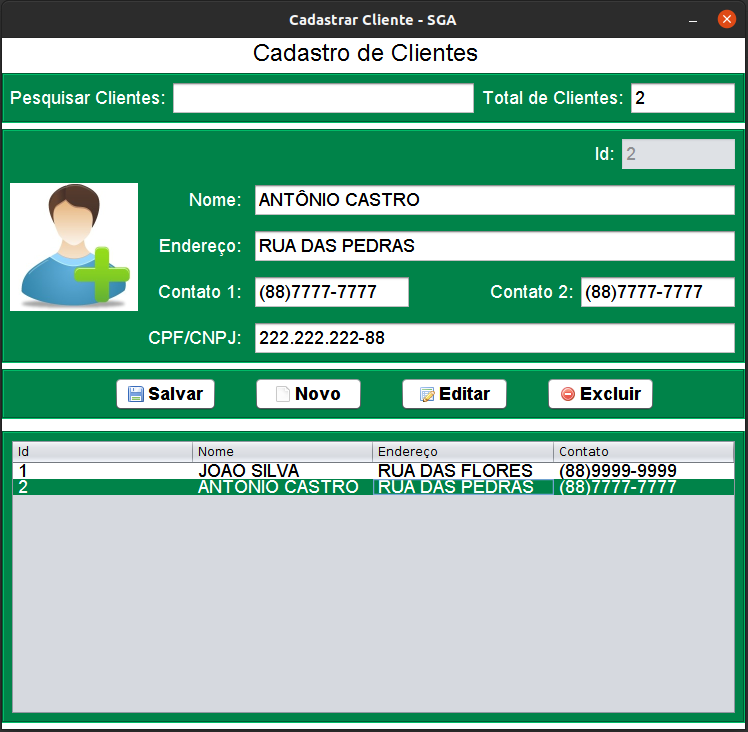 Cadastrar Cliente - SGA
Cadastro de Clientes
Pesquisar Clientes: Total de Clientes: 2
Id: 2
Nome: ANTÔNIO CASTRO
Endereço: RUA DAS PEDRAS
Contato 1: (88)7777-7777 Contato 2: (88)7777-7777
CPF/CNPJ: 222.222.222-88
Salvar Novo Editar Excluir
Id Nome Endereço Contato
1 JOAO SILVA RUA DAS FLORES (88)9999-9999
2 ANTONIO CASTRO RUA DAS PEDRAS (88)7777-7777